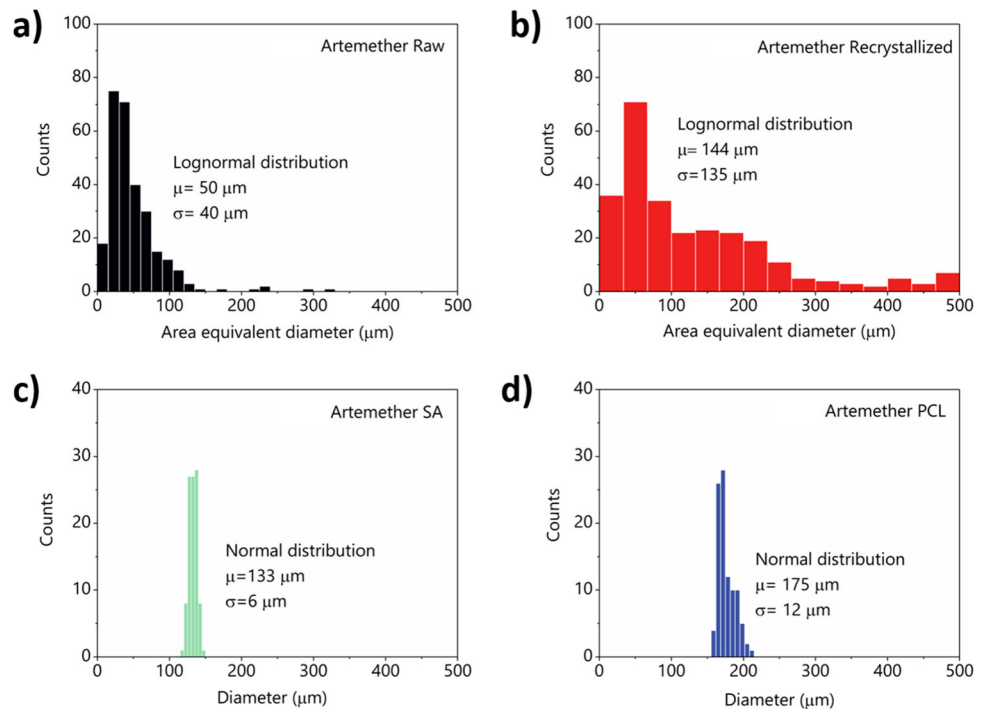 a)
Artemether Raw
100
80
60
40
20
0
Counts
Lognormal distribution
μ= 50 μm
σ= 40 μm
0 100 200 300 400 500
Area equivalent diameter (μm)
b)
Artemether Recrystallized
100
80
60
40
20
0
Counts
Lognormal distribution
μ= 144 μm
σ=135 μm
0 100 200 300 400 500
Area equivalent diameter (μm)
c)
Artemether SA
40
30
20
10
0
Counts
Normal distribution
μ=133 μm
σ=6 μm
0 100 200 300 400 500
Diameter (μm)
d)
Artemether PCL
40
30
20
10
0
Counts
Normal distribution
μ= 175 μm
σ= 12 μm
0 100 200 300 400 500
Diameter (μm)